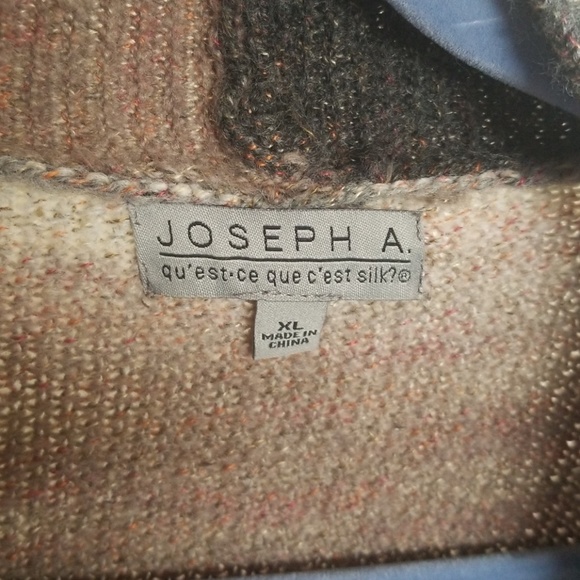 JOSEPH A.
qu'est·ce que c'est silk?®
XL
MADE IN
CHINA